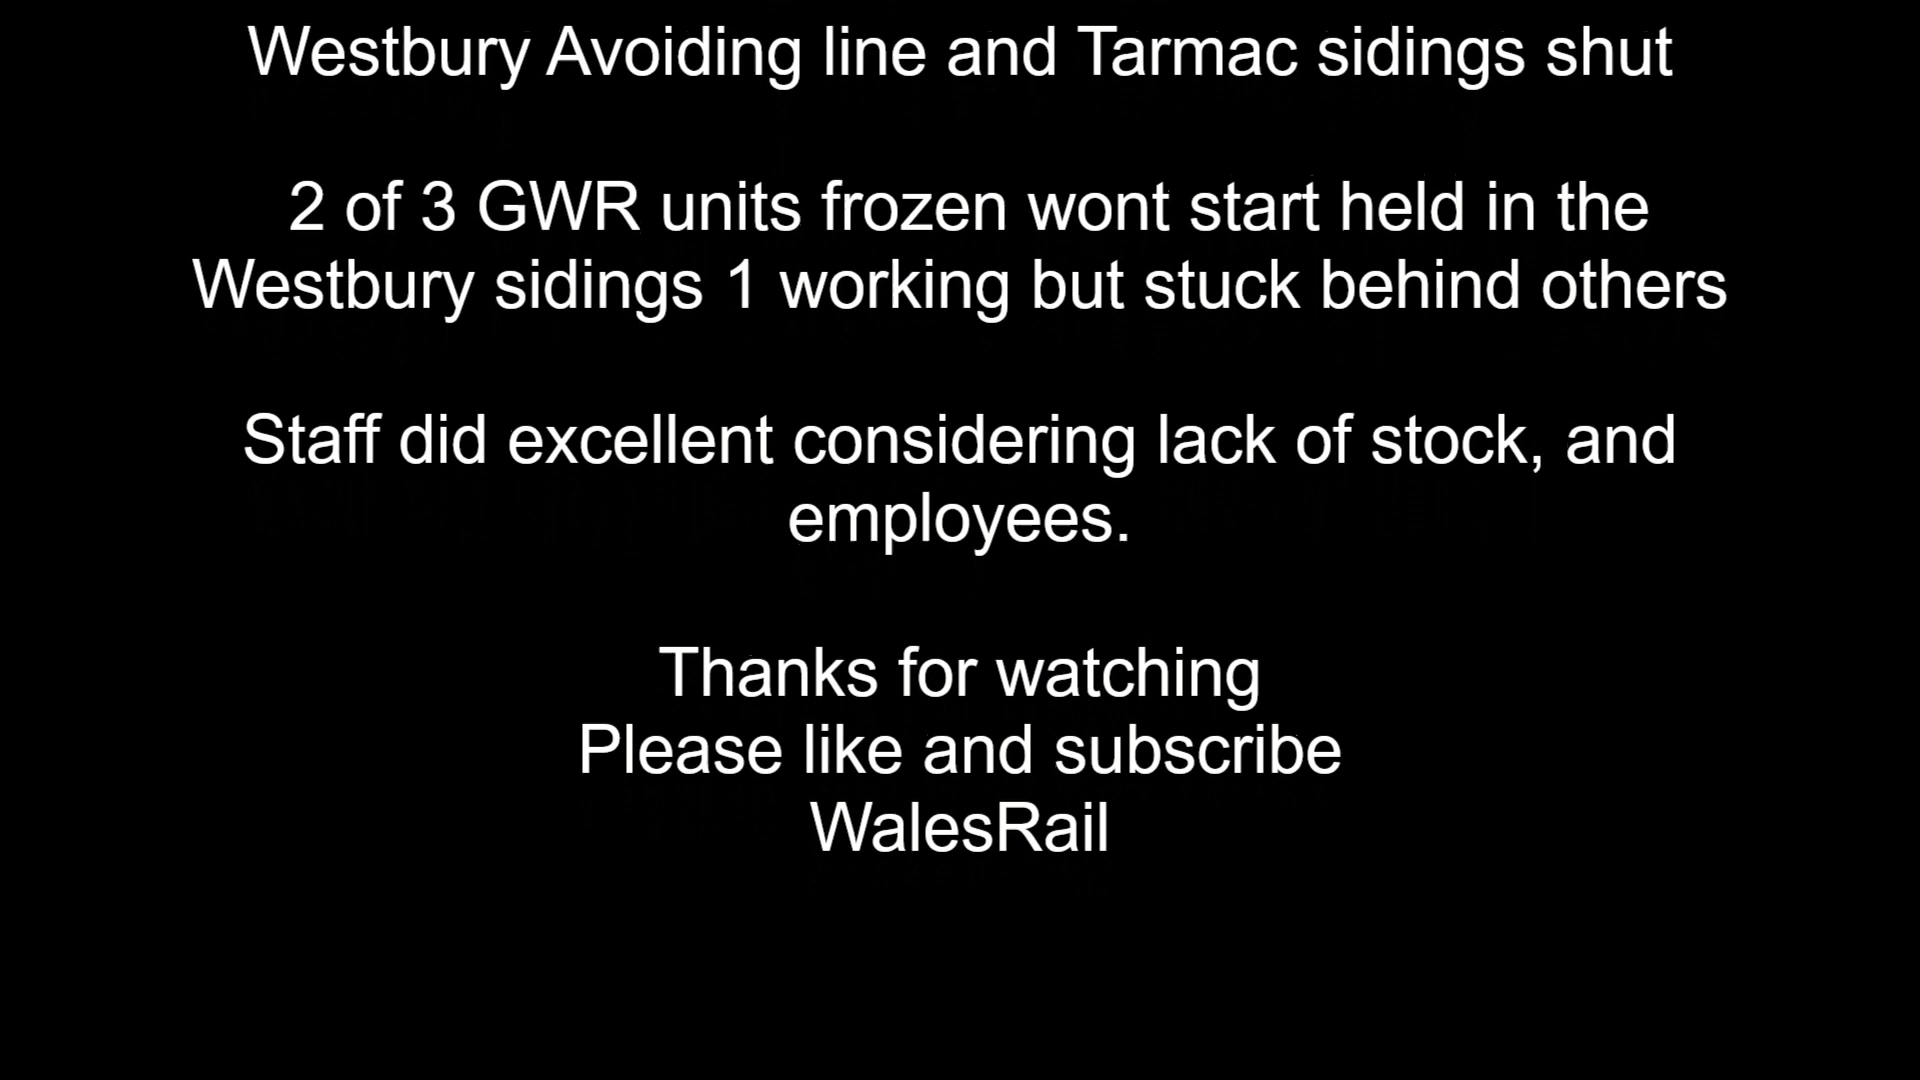 Westbury Avoiding line and Tarmac sidings shut
2 of 3 GWR units frozen wont start held in the
Westbury sidings 1 working but stuck behind others
Staff did excellent considering lack of stock, and
employees.
Thanks for watching
Please like and subscribe
WalesRail